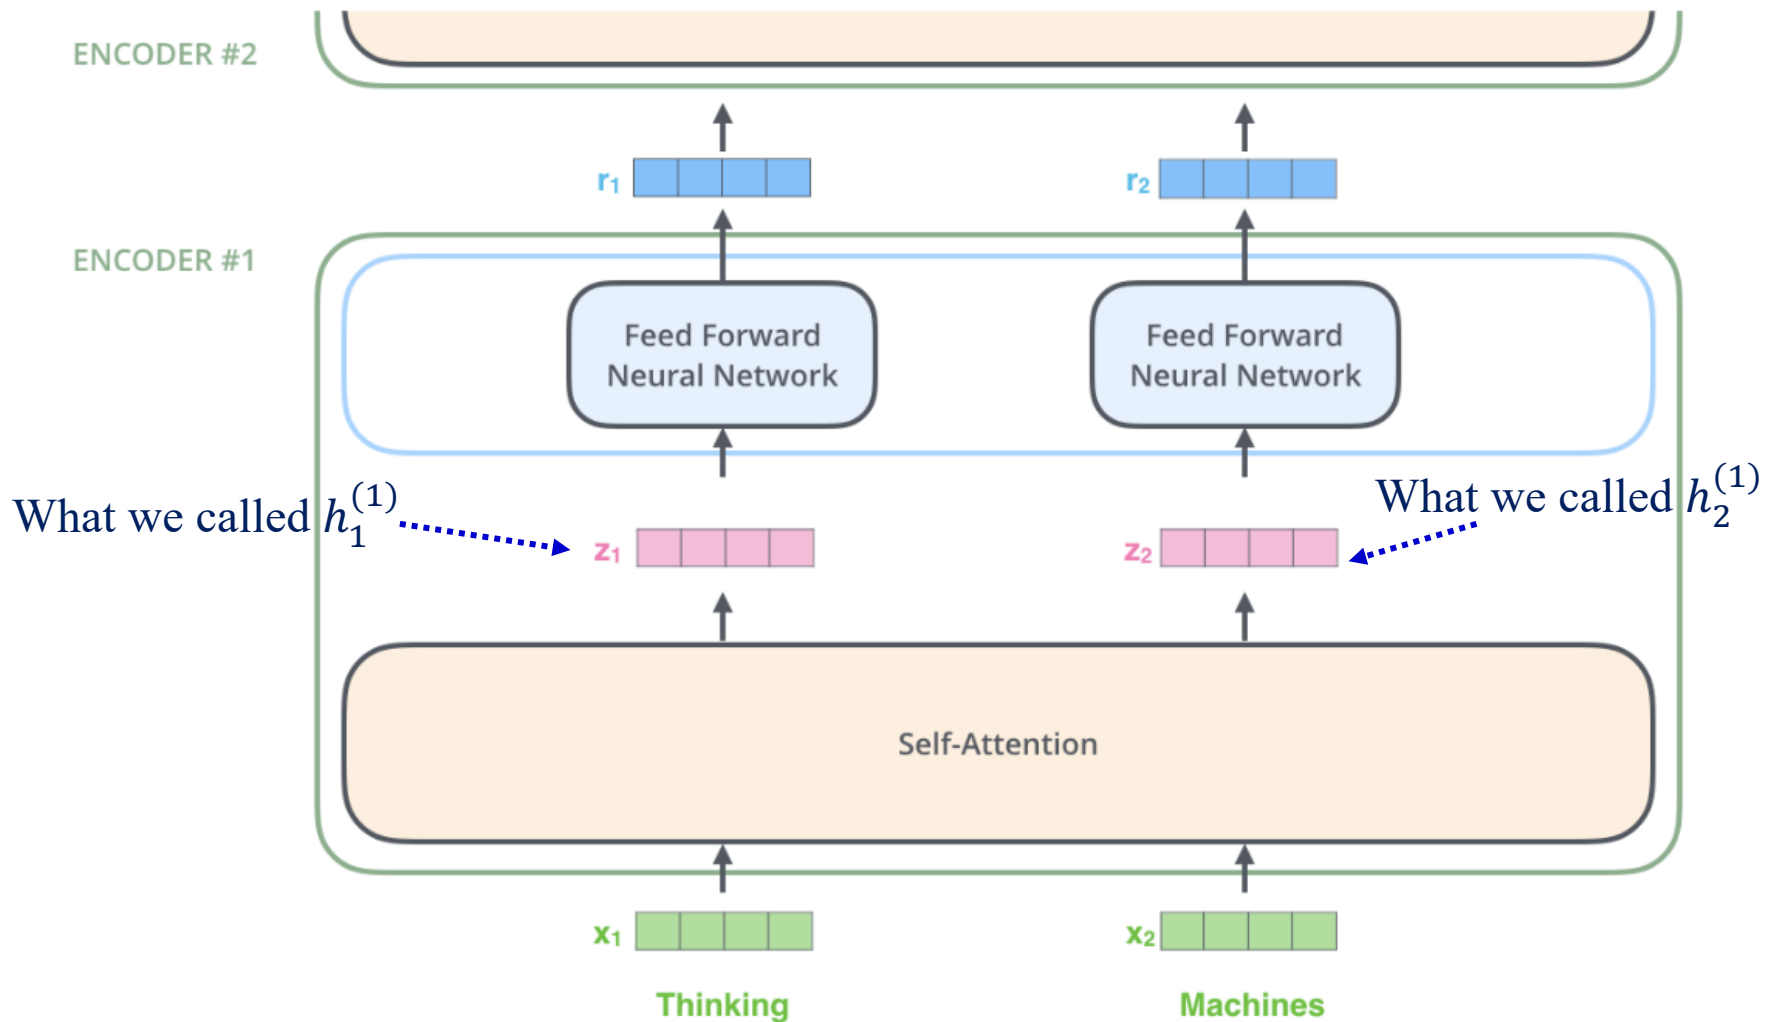 ENCODER #2
r₁
r₂
ENCODER #1
Feed Forward
Neural Network
Feed Forward
Neural Network
What we called h₁⁽¹⁾
What we called h₂⁽¹⁾
z₁
z₂
Self-Attention
x₁
x₂
Thinking
Machines